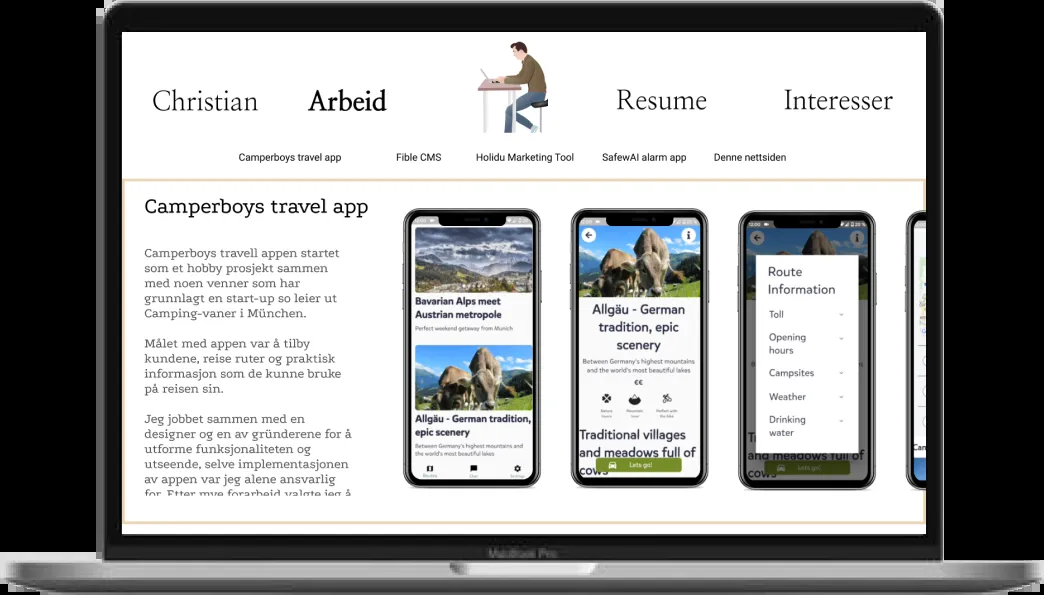 Christian
Arbeid
Resume
Interesser
Camperboys travel app
Fible CMS
Holidu Marketing Tool
SafewAI alarm app
Denne nettsiden
Camperboys travel app
Camperboys travell appen startet
som et hobby prosjekt sammen
med noen venner som har
grunnlagt en start-up so leier ut
Camping-vaner i München.
Målet med appen var å tilby
kundene, reise ruter og praktisk
informasjon som de kunne bruke
på reisen sin.
Jeg jobbet sammen med en
designer og en av gründerene for å
utforme funksjonaliteten og
utseende, selve implementasjonen
av appen var jeg alene ansvarlig
for. Etter mye forarbeid valgte jeg å
Bavarian Alps meet
Austrian metropole
Perfect weekend getaway from Munich
Allgäu - German tradition,
epic scenery
Between Germany's highest mountains and
the world's most beautiful lakes
Allgäu - German
tradition, epic
scenery
Between Germany's highest mountains
and the world's most beautiful lakes
€€
Traditional villages
and meadows full of
cows
Lets go!
Route
Information
Toll
Opening
hours
Campsites
Weather
Drinking
water
and meadows full of
cows
Lets go!
MacBook Pro